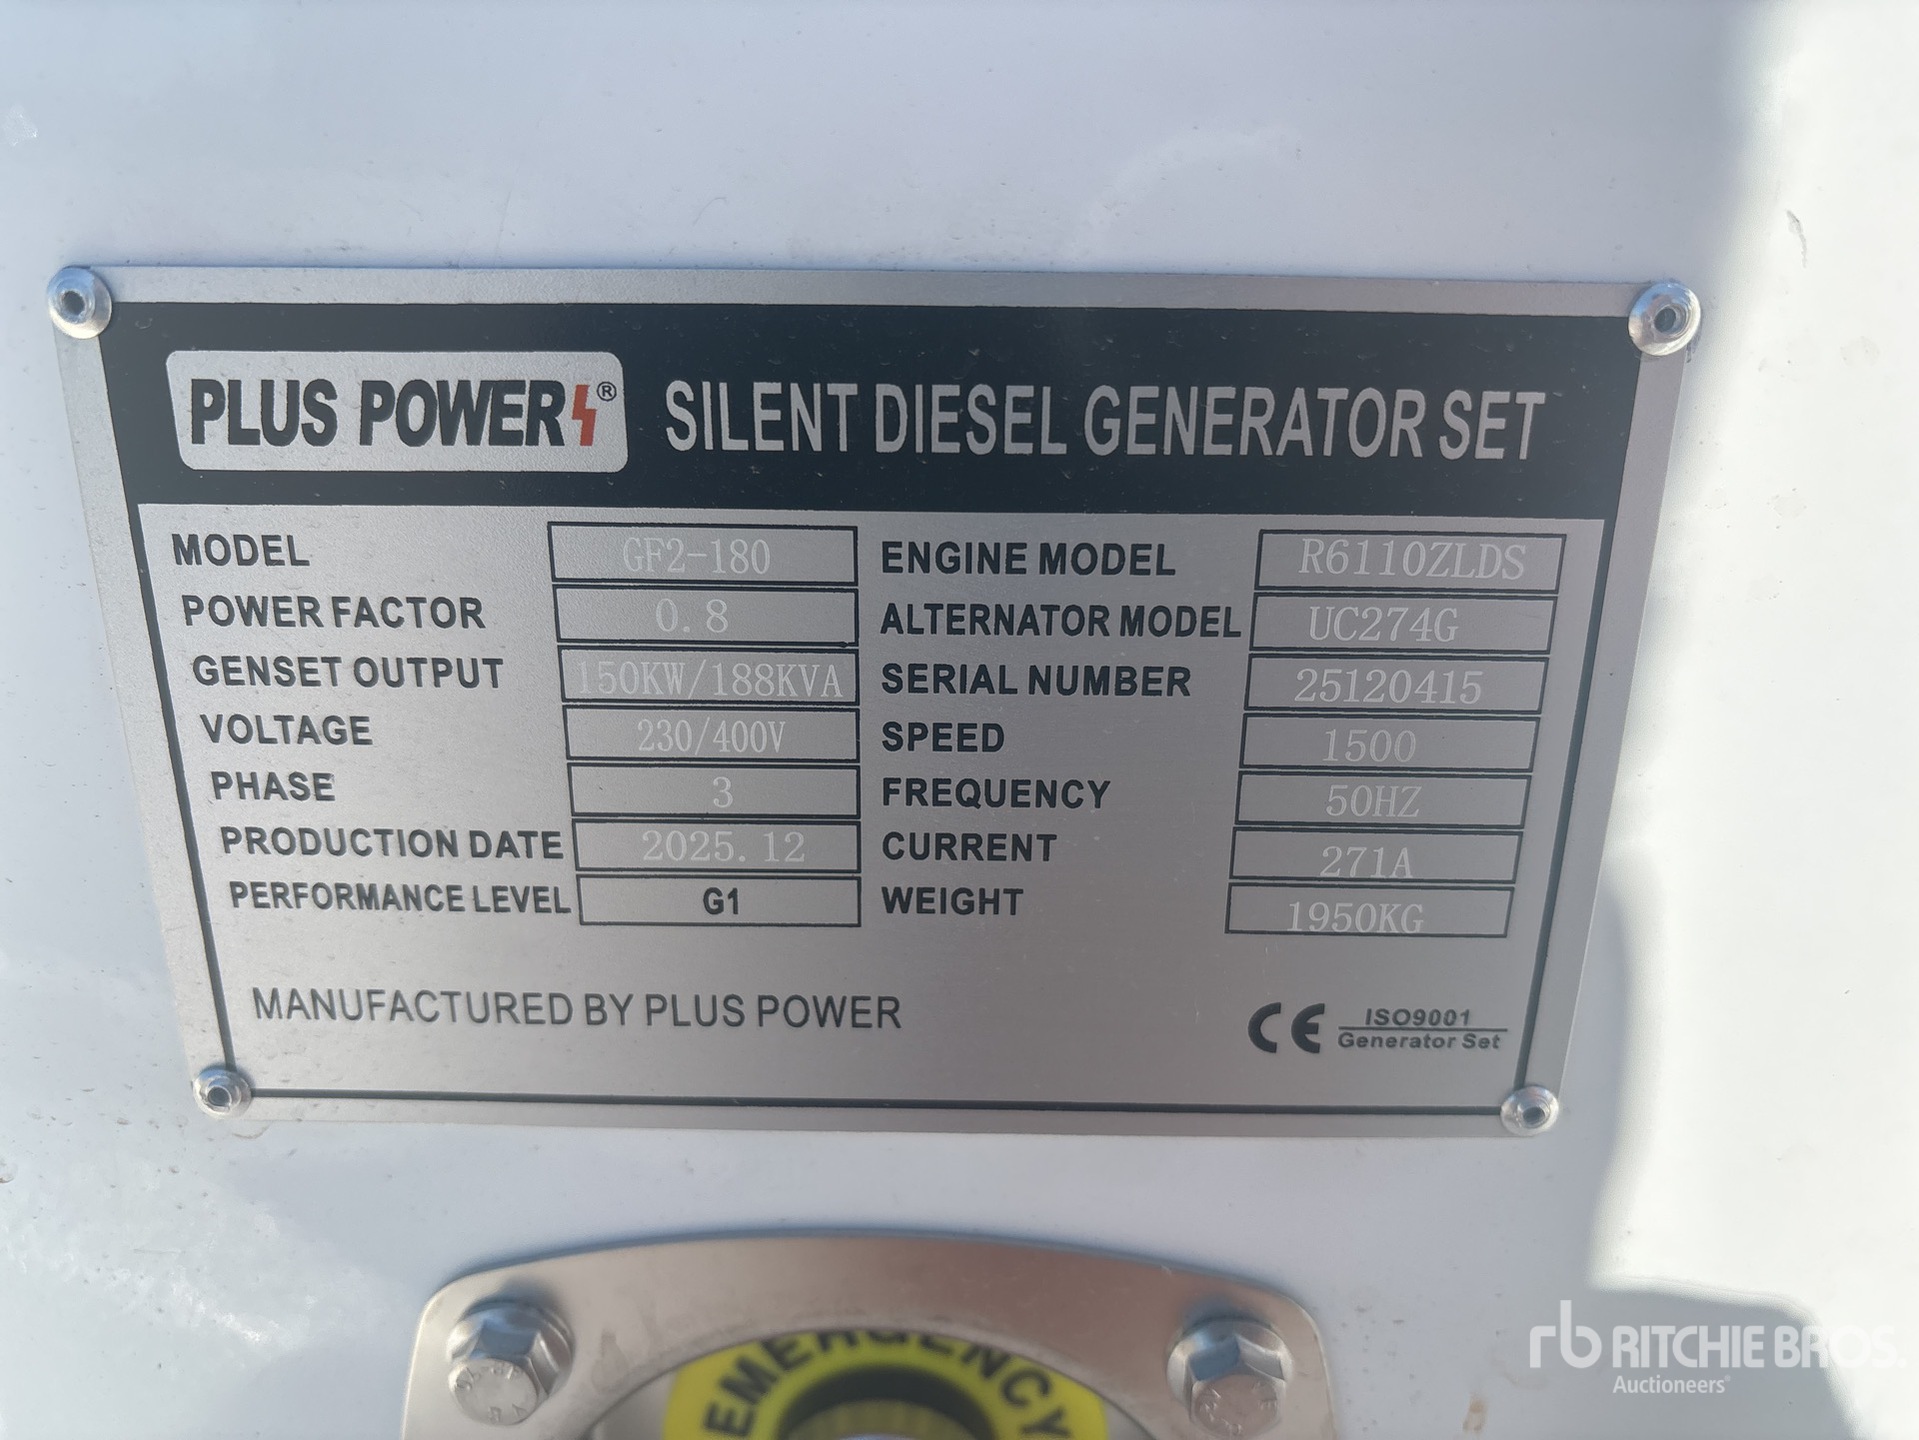 PLUS POWER® SILENT DIESEL GENERATOR SET
MODEL GF2-180 ENGINE MODEL R6110ZLDS
POWER FACTOR 0.8 ALTERNATOR MODEL UC274G
GENSET OUTPUT 150KW/188KVA SERIAL NUMBER 25120415
VOLTAGE 230/400V SPEED 1500
PHASE 3 FREQUENCY 50HZ
PRODUCTION DATE 2025.12 CURRENT 271A
PERFORMANCE LEVEL G1 WEIGHT 1950KG
MANUFACTURED BY PLUS POWER CE ISO9001
Generator Set
EMERGENCY
rb RITCHIE BROS.
Auctioneers